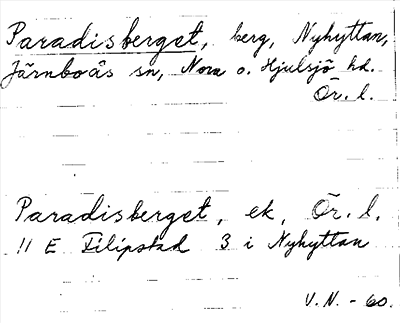 Paradisberget, berg, Nyhyttan,
Järnboås sn, Nora o. Hjulsjö hd.
Ör. l.
Paradisberget, ek, Ör. l.
11 E Filipstad 3 i Nyhyttan
V.N. - 60.